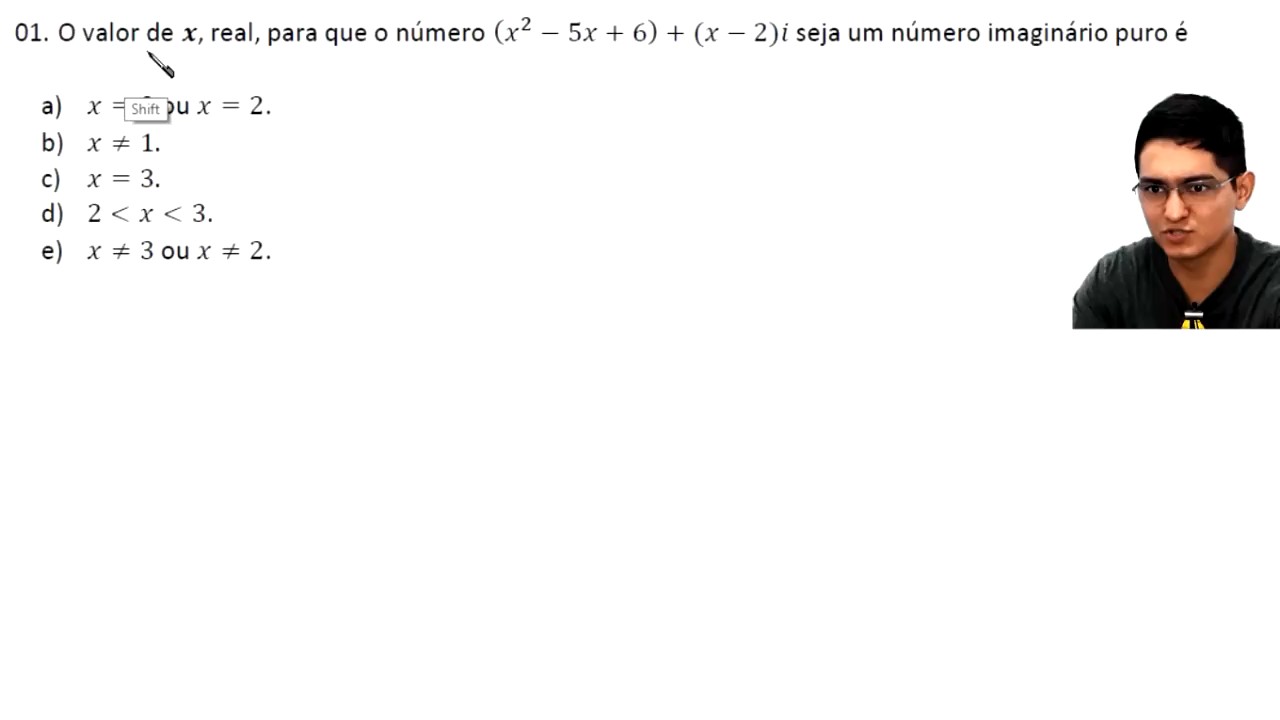 01. O valor de x, real, para que o número (x² − 5x + 6) + (x − 2)i seja um número imaginário puro é
a) x = Shift ou x = 2.
b) x ≠ 1.
c) x = 3.
d) 2 < x < 3.
e) x ≠ 3 ou x ≠ 2.